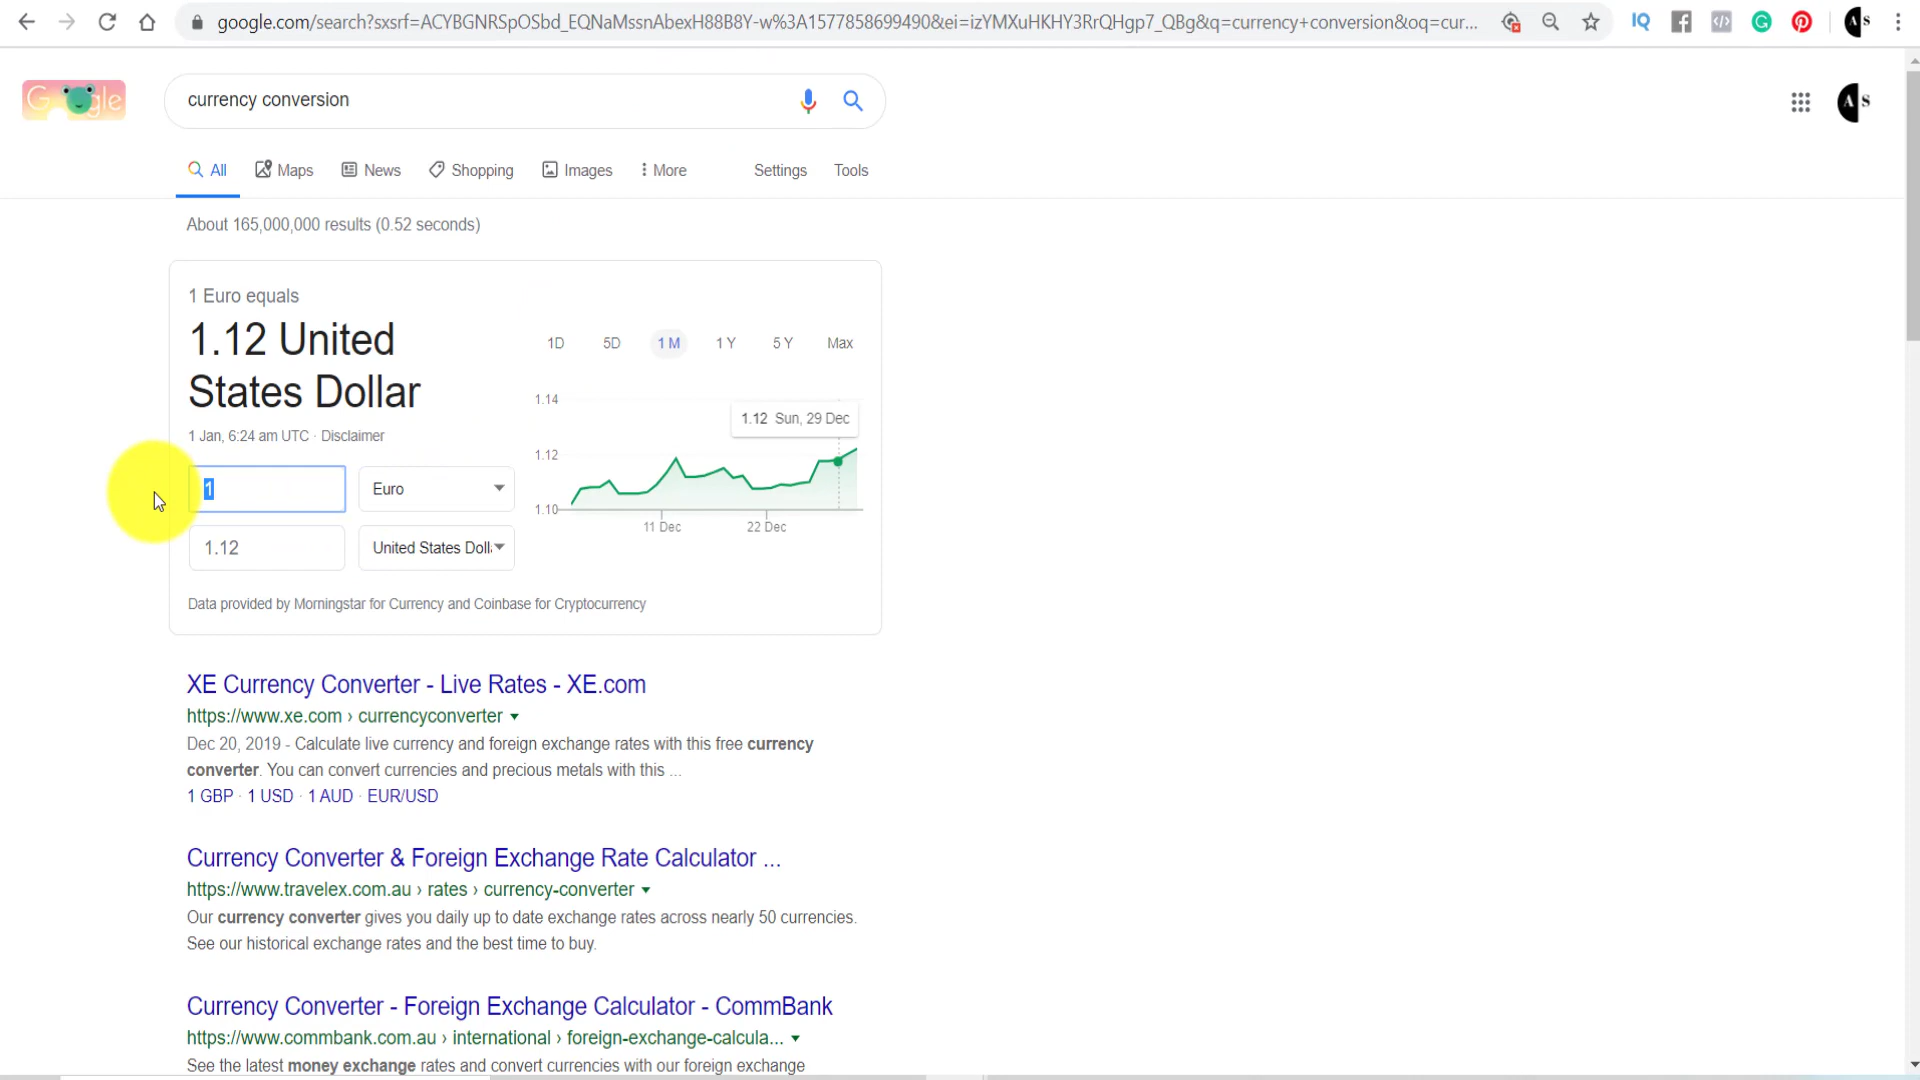 google.com/search?sxsrf=ACYBGNRSpOSbd_EQNaMssnAbexH88B8Y-w%3A1577858699490&ei=izYMXuHKHY3RrQHgp7_QBg&q=currency+conversion&oq=cur...
IQ
A S
Google
currency conversion
A S
All Maps News Shopping Images More Settings Tools
About 165,000,000 results (0.52 seconds)
1 Euro equals
1.12 United
States Dollar
1 Jan, 6:24 am UTC · Disclaimer
1D 5D 1M 1Y 5Y Max
1.14
1.12 Sun, 29 Dec
1.12
1.10
11 Dec 22 Dec
1 Euro
1.12 United States Doll
Data provided by Morningstar for Currency and Coinbase for Cryptocurrency
XE Currency Converter - Live Rates - XE.com
https://www.xe.com › currencyconverter
Dec 20, 2019 - Calculate live currency and foreign exchange rates with this free currency
converter. You can convert currencies and precious metals with this ...
1 GBP · 1 USD · 1 AUD · EUR/USD
Currency Converter & Foreign Exchange Rate Calculator ...
https://www.travelex.com.au › rates › currency-converter
Our currency converter gives you daily up to date exchange rates across nearly 50 currencies.
See our historical exchange rates and the best time to buy.
Currency Converter - Foreign Exchange Calculator - CommBank
https://www.commbank.com.au › international › foreign-exchange-calcula...
See the latest money exchange rates and convert currencies with our foreign exchange